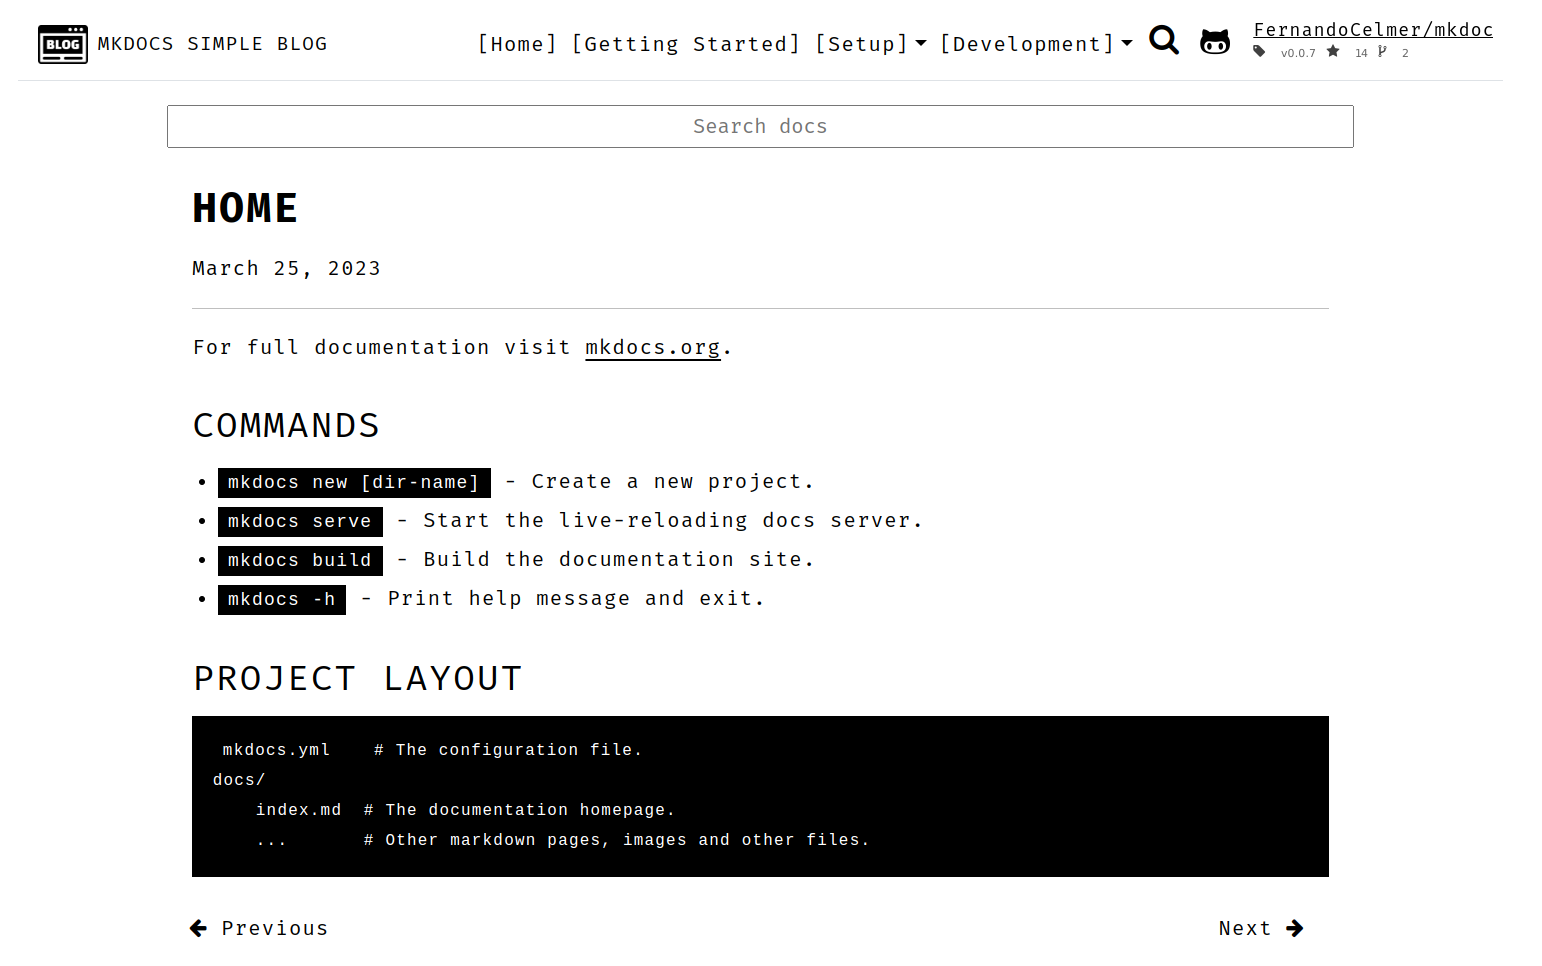 BLOG MKDOCS SIMPLE BLOG [Home] [Getting Started] [Setup] [Development] FernandoCelmer/mkdoc
v0.0.7 14 2
Search docs
HOME
March 25, 2023
For full documentation visit mkdocs.org.
COMMANDS
• mkdocs new [dir-name] - Create a new project.
• mkdocs serve - Start the live-reloading docs server.
• mkdocs build - Build the documentation site.
• mkdocs -h - Print help message and exit.
PROJECT LAYOUT
mkdocs.yml    # The configuration file.
docs/
    index.md  # The documentation homepage.
    ...       # Other markdown pages, images and other files.
Previous Next